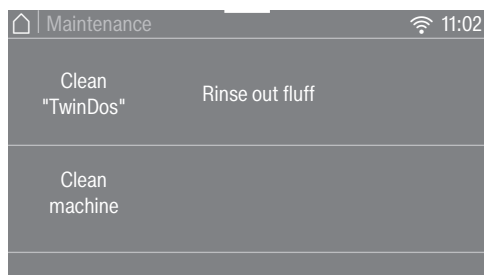 Maintenance
11:02
Clean
"TwinDos"
Rinse out fluff
Clean
machine